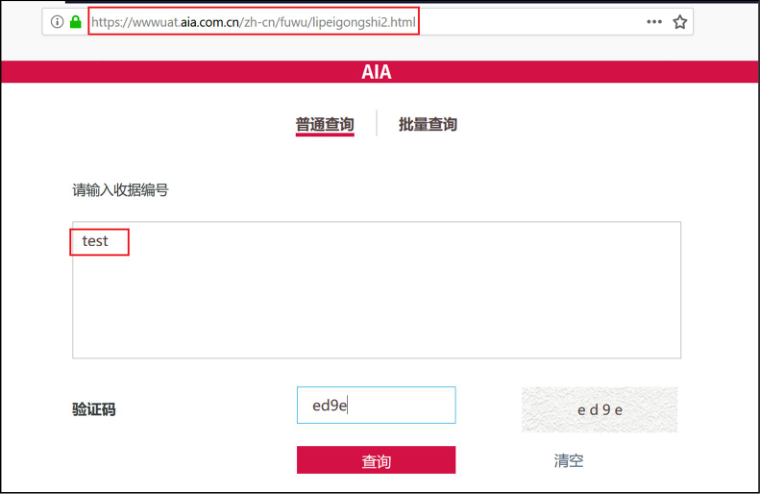 https://wwwuat.aia.com.cn/zh-cn/fuwu/lipeigongshi2.html
AIA
普通查询 批量查询
请输入收据编号
test
验证码 ed9e ed9e
查询 清空